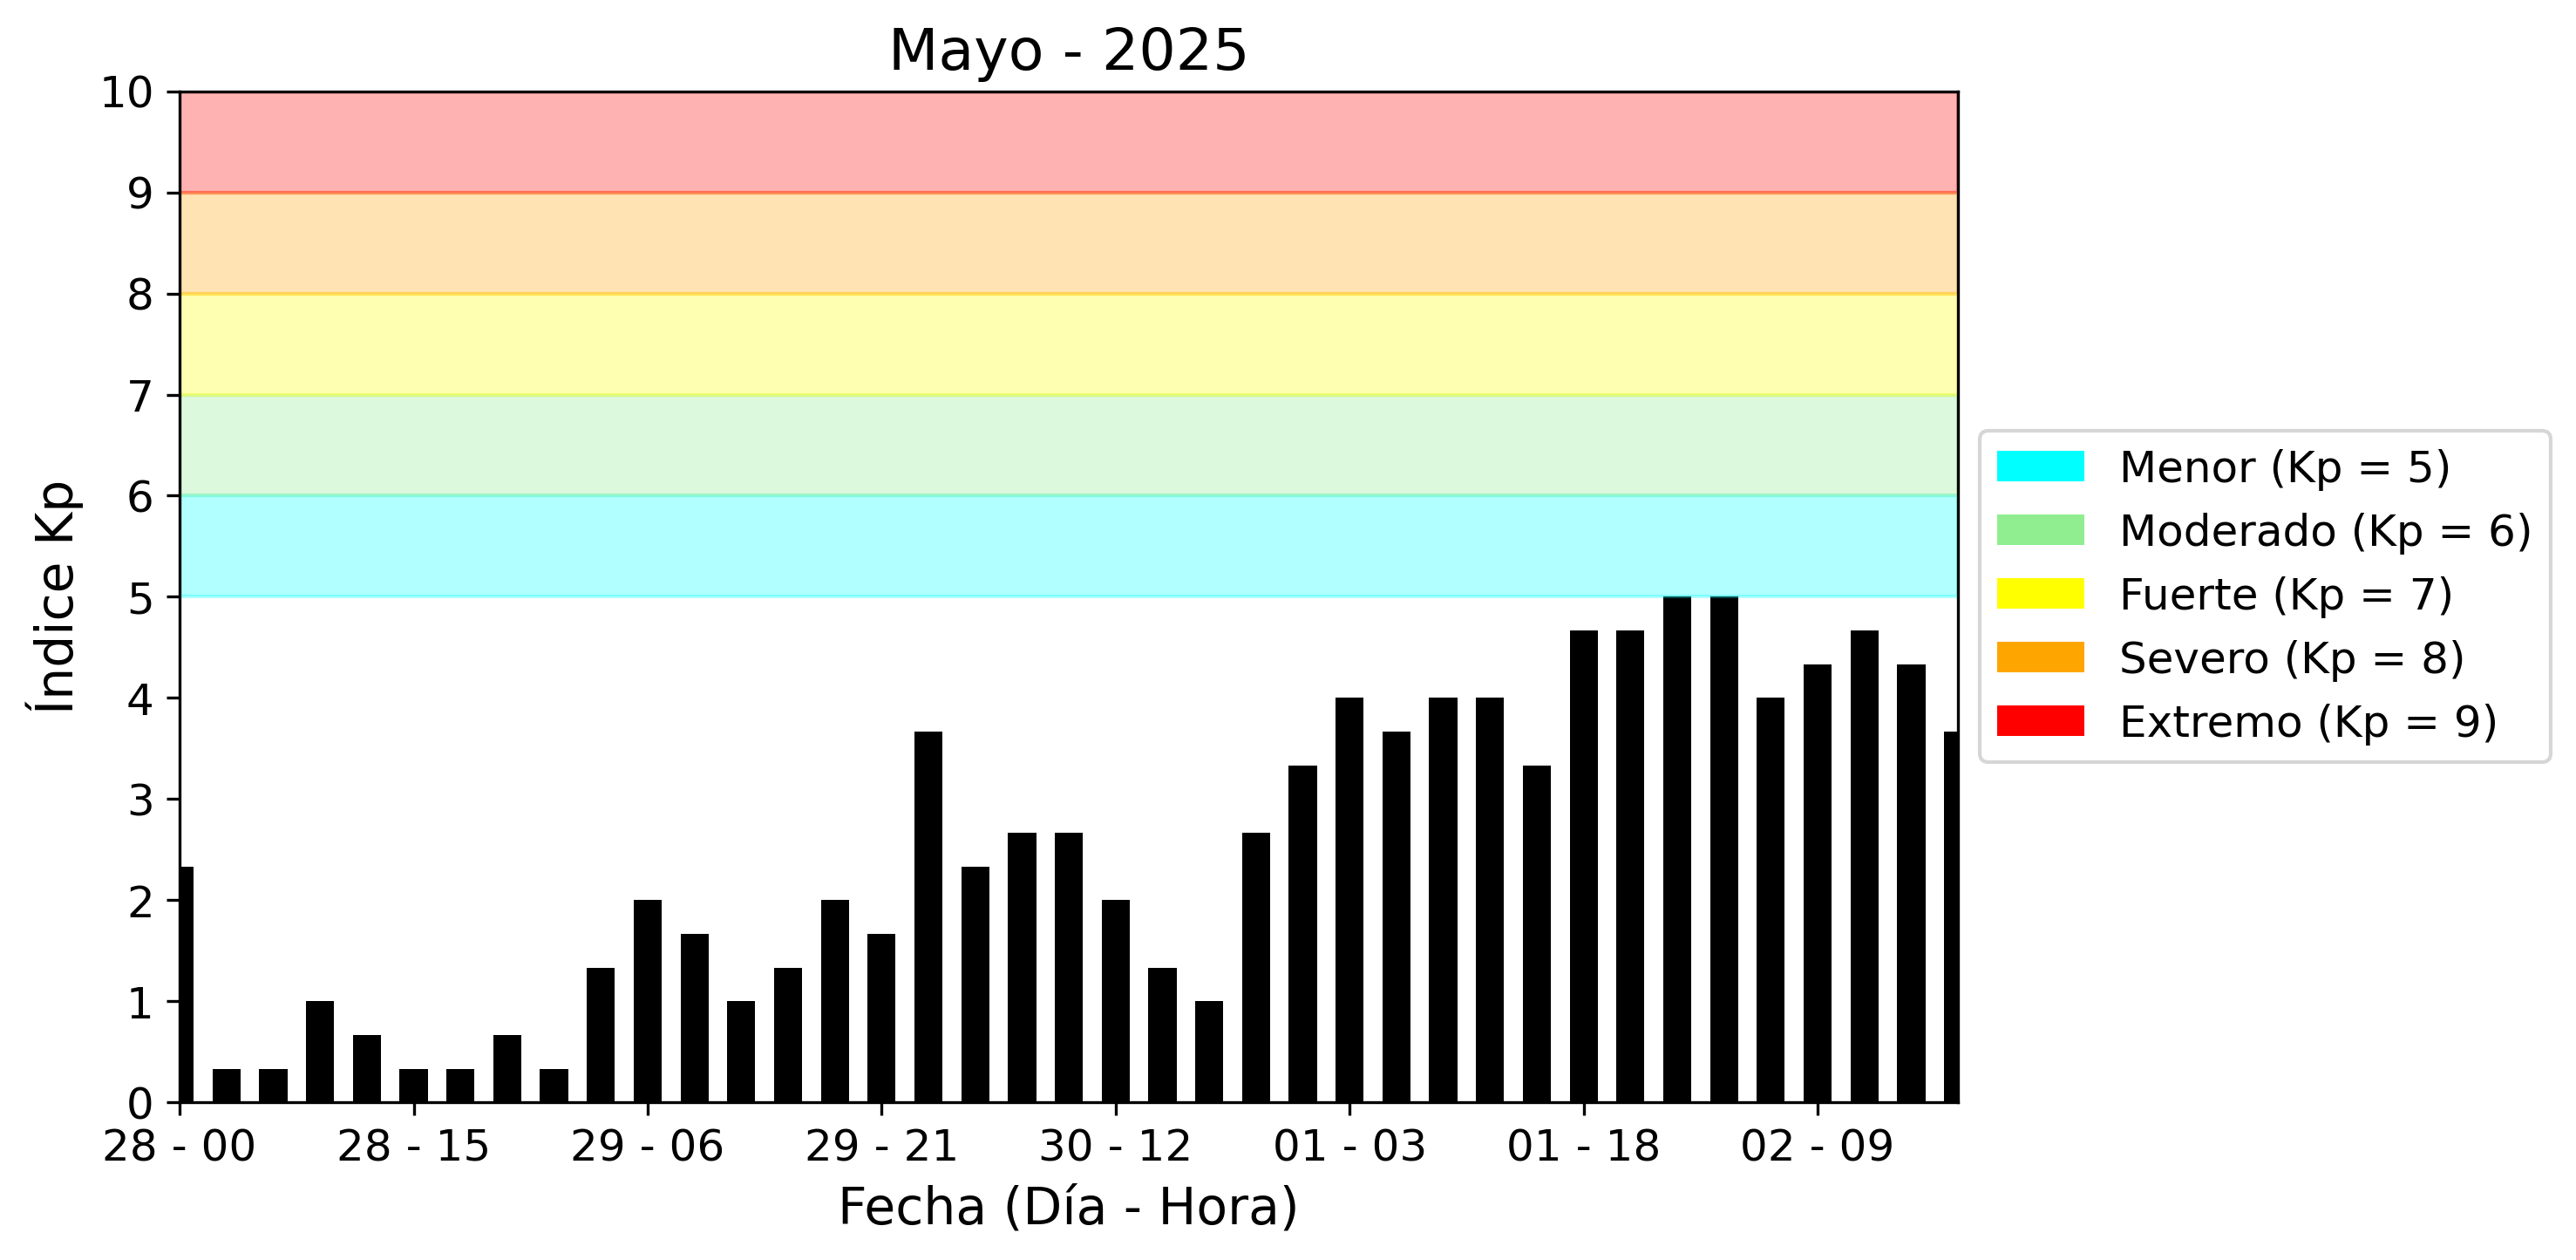 Mayo - 2025
10
9
8
7
6
5
4
3
2
1
0
Índice Kp
28 - 00
28 - 15
29 - 06
29 - 21
30 - 12
01 - 03
01 - 18
02 - 09
Fecha (Día - Hora)
Menor (Kp = 5)
Moderado (Kp = 6)
Fuerte (Kp = 7)
Severo (Kp = 8)
Extremo (Kp = 9)